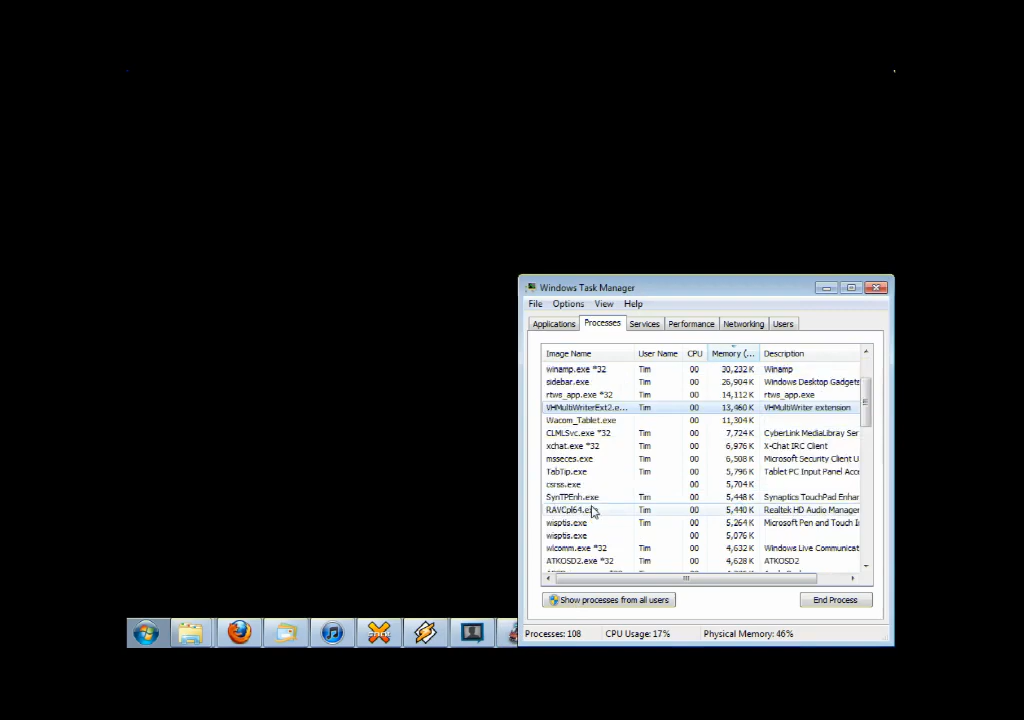 Windows Task Manager
File Options View Help
Applications Processes Services Performance Networking Users
Image Name User Name CPU Memory (... Description
winamp.exe *32 Tim 00 30,232 K Winamp
sidebar.exe Tim 00 26,904 K Windows Desktop Gadgets
rtws_app.exe *32 Tim 00 14,112 K rtws_app.exe
VHMultiWriterExt2.e... Tim 00 13,460 K VHMultiWriter extension
Wacom_Tablet.exe 00 11,304 K
CLMLSvc.exe *32 Tim 00 7,724 K CyberLink MediaLibray Ser
xchat.exe *32 Tim 00 6,976 K X-Chat IRC Client
msseces.exe Tim 00 6,508 K Microsoft Security Client U
TabTip.exe Tim 00 5,796 K Tablet PC Input Panel Acc
csrss.exe 00 5,704 K
SynTPEnh.exe Tim 00 5,448 K Synaptics TouchPad Enhar
RAVCpl64.exe Tim 00 5,440 K Realtek HD Audio Manager
wisptis.exe Tim 00 5,264 K Microsoft Pen and Touch I
wisptis.exe 00 5,076 K
wlcomm.exe *32 Tim 00 4,632 K Windows Live Communicat
ATKOSD2.exe *32 Tim 00 4,628 K ATKOSD2
Show processes from all users End Process
Processes: 108 CPU Usage: 17% Physical Memory: 46%